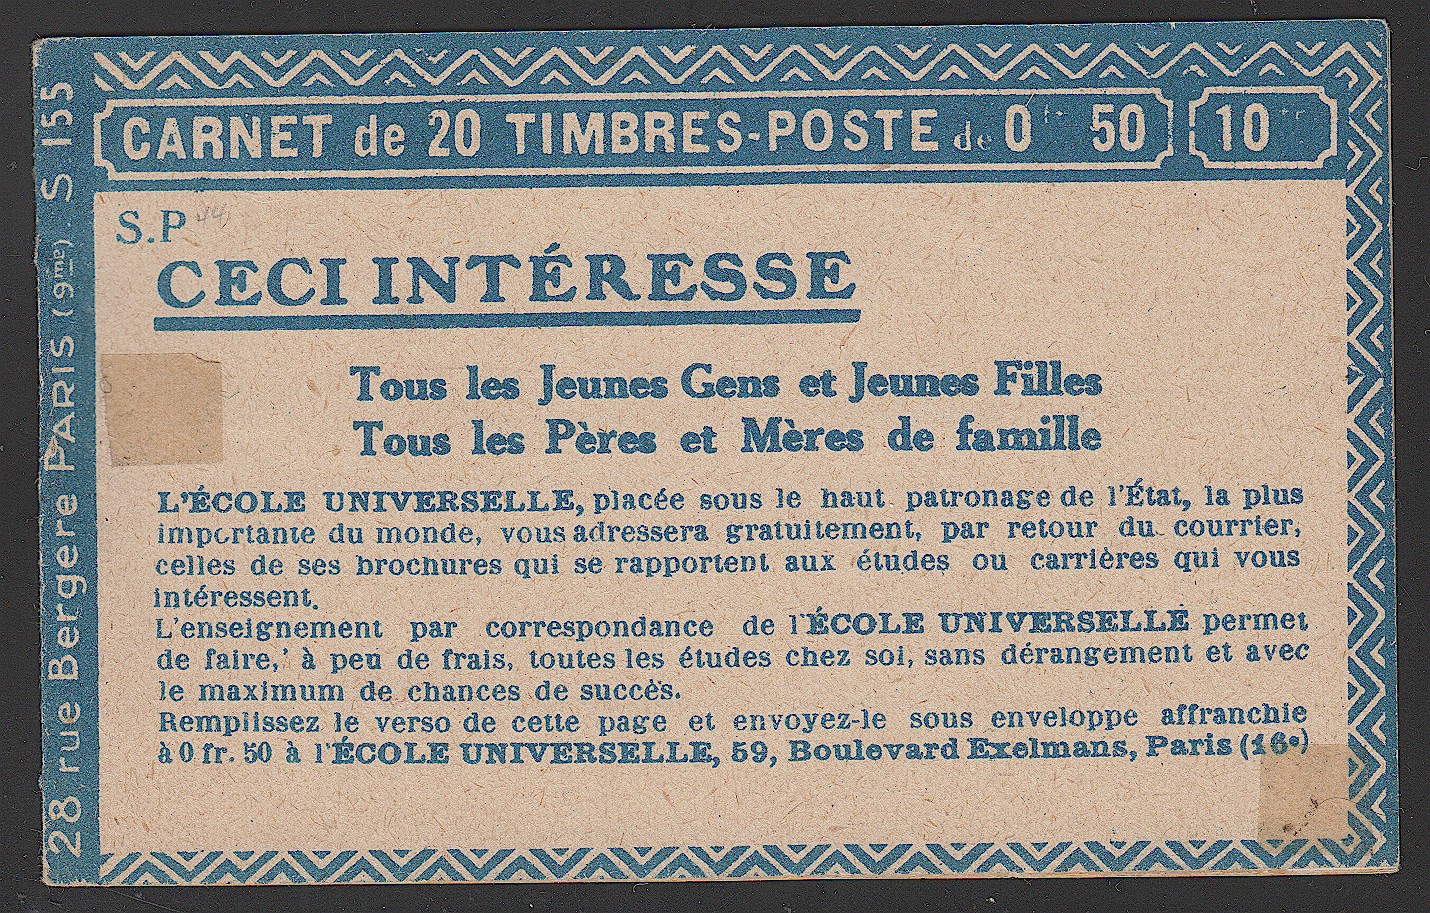 CARNET de 20 TIMBRES-POSTE de 0 fr 50 10 fr
S.P
CECI INTÉRESSE
Tous les Jeunes Gens et Jeunes Filles
Tous les Pères et Mères de famille
L'ÉCOLE UNIVERSELLE, placée sous le haut patronage de l'État, la plus
importante du monde, vous adressera gratuitement, par retour du courrier,
celles de ses brochures qui se rapportent aux études ou carrières qui vous
intéressent.
L'enseignement par correspondance de l'ÉCOLE UNIVERSELLE permet
de faire,' à peu de frais, toutes les études chez soi, sans dérangement et avec
le maximum de chances de succès.
Remplissez le verso de cette page et envoyez-le sous enveloppe affranchie
à 0 fr. 50 à l'ÉCOLE UNIVERSELLE, 59, Boulevard Exelmans, Paris (16e)
28 rue Bergère PARIS (9me). S 155